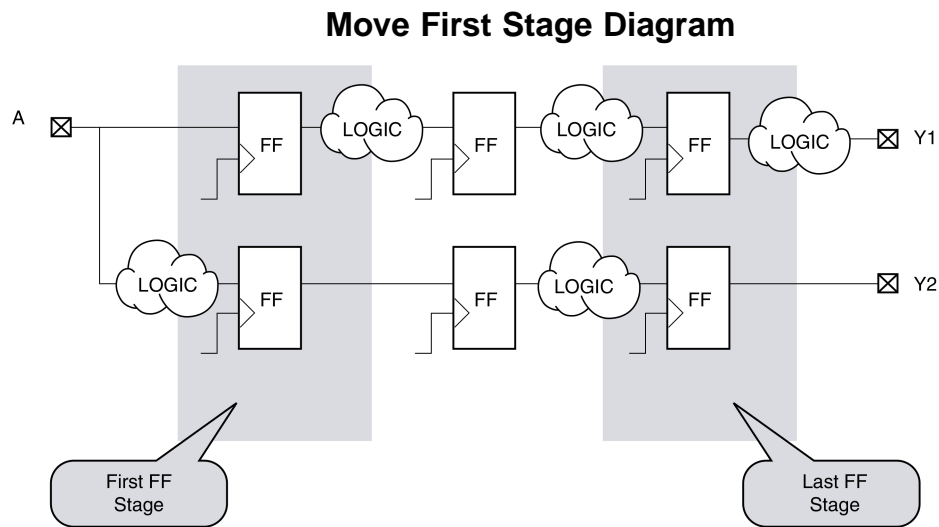 Move First Stage Diagram
A
FF
LOGIC
FF
LOGIC
FF
LOGIC
Y1
LOGIC
FF
FF
LOGIC
FF
Y2
First FF
Stage
Last FF
Stage